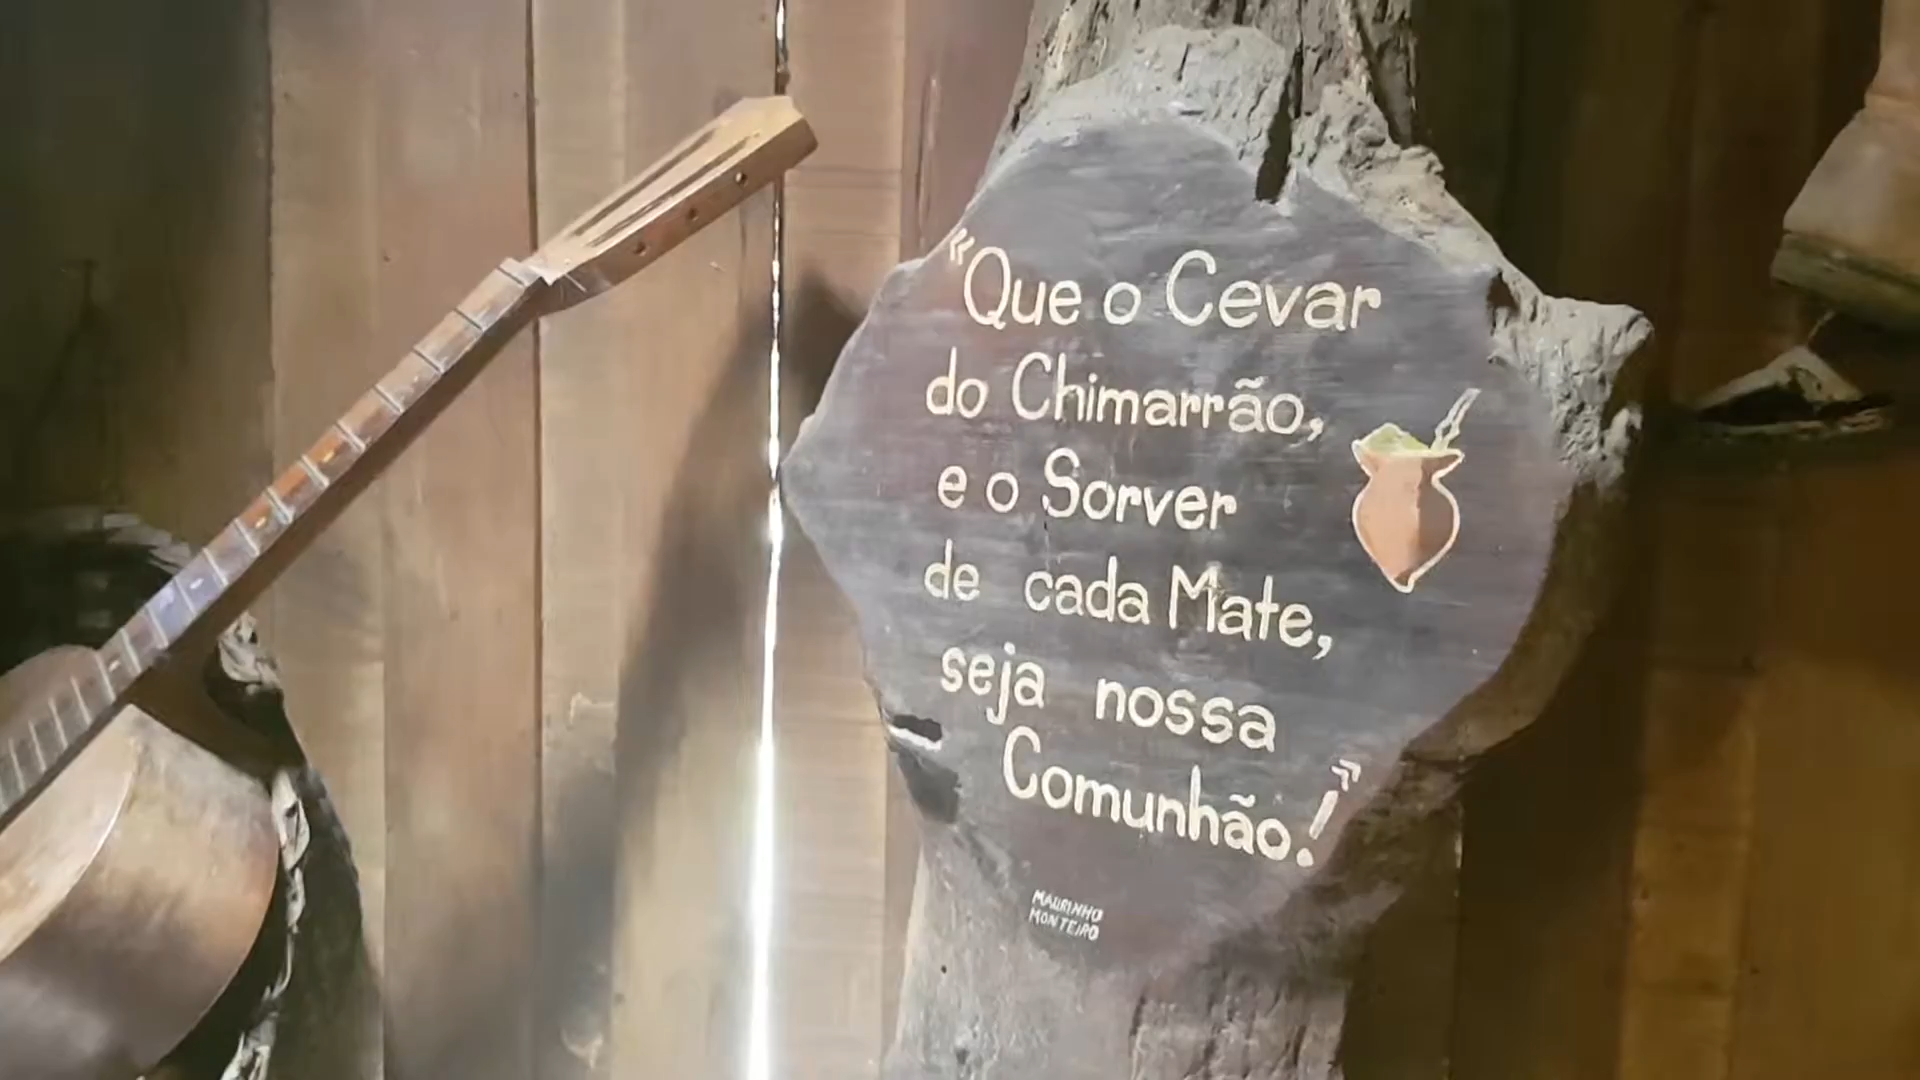 “Que o Cevar
do Chimarrão,
e o Sorver
de cada Mate,
seja nossa
Comunhão!”
MAURINHO
MONTEIRO